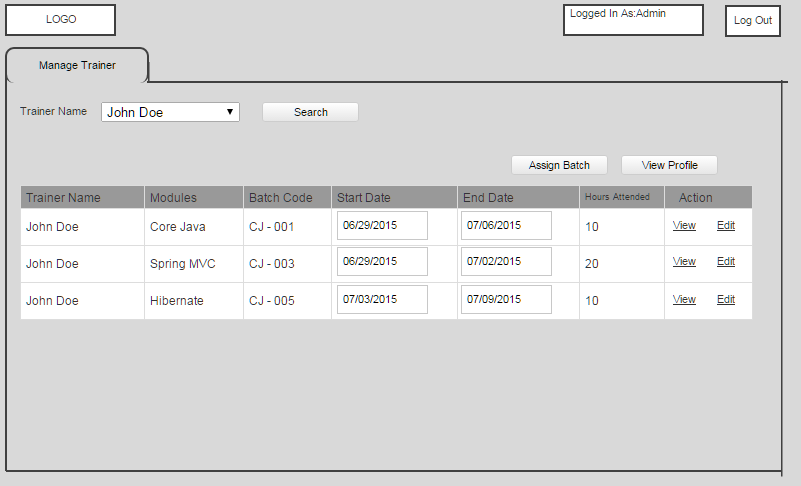 LOGO
Logged In As:Admin
Log Out
Manage Trainer
Trainer Name John Doe Search
Assign Batch View Profile
Trainer Name Modules Batch Code Start Date End Date Hours Attended Action
John Doe Core Java CJ - 001 06/29/2015 07/06/2015 10 View Edit
John Doe Spring MVC CJ - 003 06/29/2015 07/02/2015 20 View Edit
John Doe Hibernate CJ - 005 07/03/2015 07/09/2015 10 View Edit